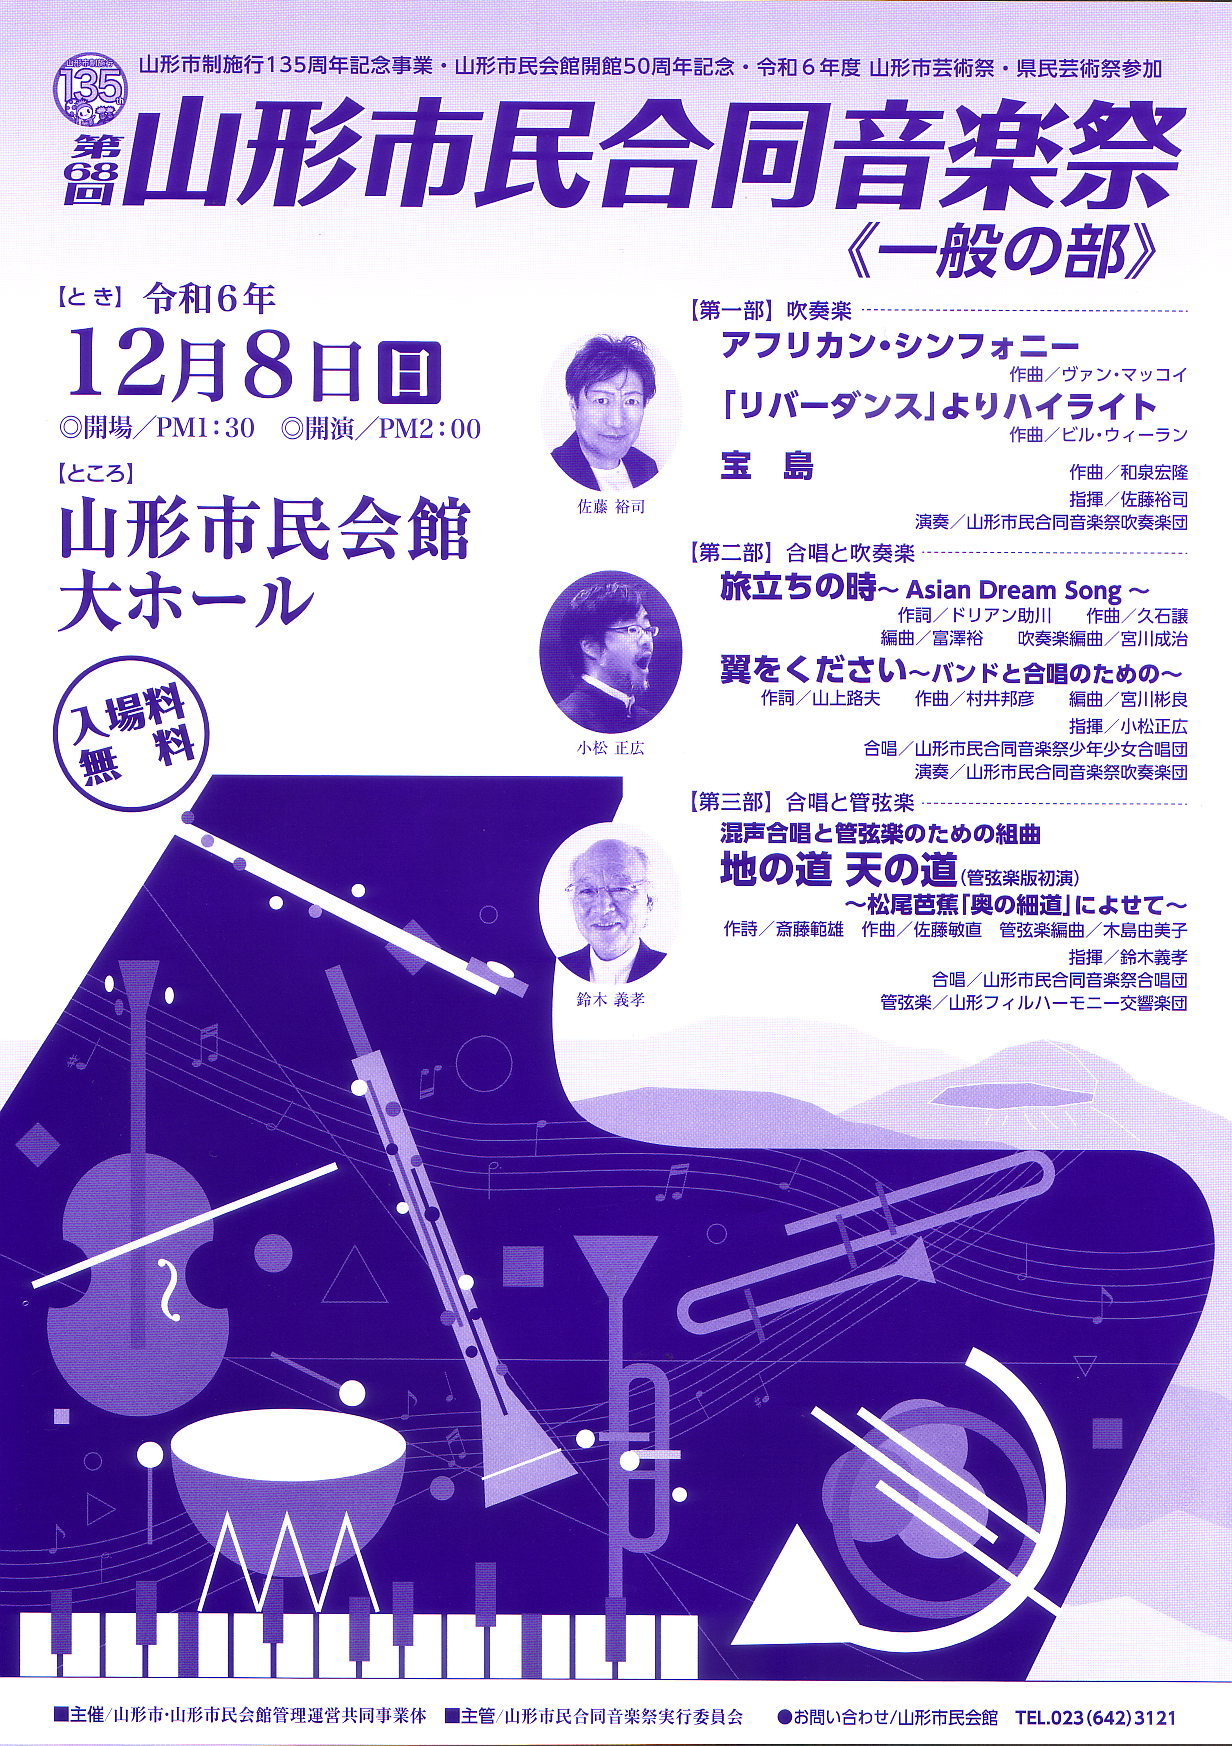 山形市制施行135周年記念事業・山形市民会館開館50周年記念・令和６年度 山形市芸術祭・県民芸術祭参加
山形市制施行
135th
第68回
山形市民合同音楽祭
《一般の部》
【とき】 令和６年
12月8日 日
◎開場／PM1：30　◎開演／PM2：00
【ところ】
山形市民会館
大ホール
入場料
無　料
佐藤 裕司
小松 正広
鈴木 義孝
【第一部】吹奏楽
アフリカン・シンフォニー
作曲／ヴァン・マッコイ
「リバーダンス」よりハイライト
作曲／ビル・ウィーラン
宝　島
作曲／和泉宏隆
指揮／佐藤裕司
演奏／山形市民合同音楽祭吹奏楽団
【第二部】合唱と吹奏楽
旅立ちの時～ Asian Dream Song ～
作詞／ドリアン助川　　作曲／久石譲
編曲／富澤裕　　吹奏楽編曲／宮川成治
翼をください～バンドと合唱のための～
作詞／山上路夫　　作曲／村井邦彦　　編曲／宮川彬良
指揮／小松正広
合唱／山形市民合同音楽祭少年少女合唱団
演奏／山形市民合同音楽祭吹奏楽団
【第三部】合唱と管弦楽
混声合唱と管弦楽のための組曲
地の道 天の道（管弦楽版初演）
～松尾芭蕉「奥の細道」によせて～
作詩／斎藤範雄　作曲／佐藤敏直　管弦楽編曲／木島由美子
指揮／鈴木義孝
合唱／山形市民合同音楽祭合唱団
管弦楽／山形フィルハーモニー交響楽団
■主催/山形市・山形市民会館管理運営共同事業体　■主管/山形市民合同音楽祭実行委員会　●お問い合わせ/山形市民会館　TEL.023(642)3121